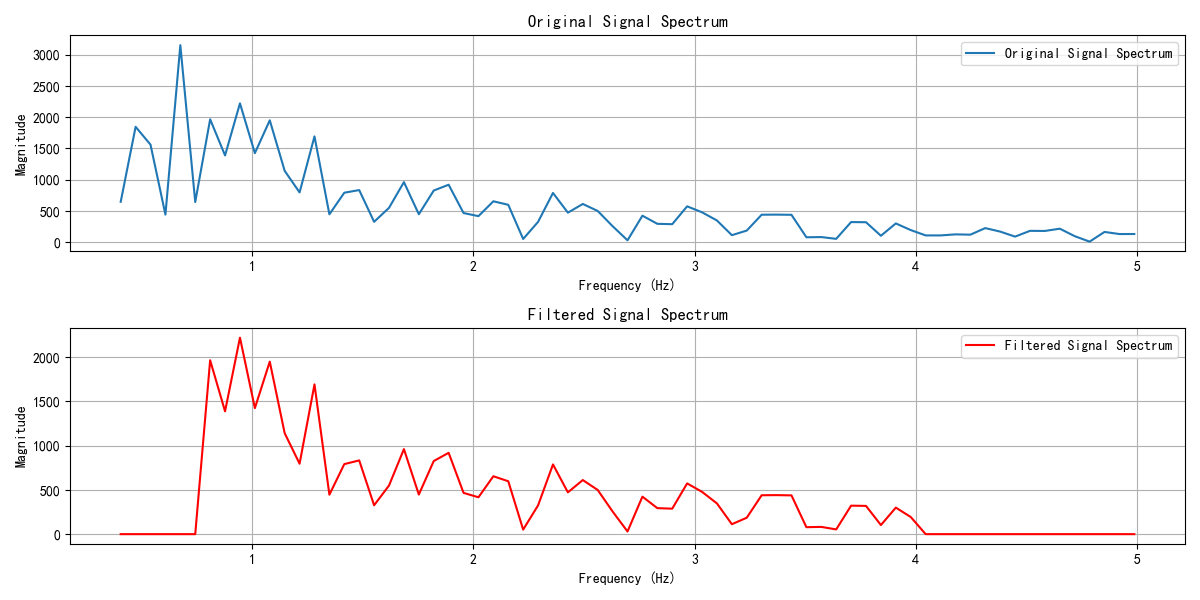 Original Signal Spectrum
Original Signal Spectrum
Magnitude
3000
2500
2000
1500
1000
500
0
1 2 3 4 5
Frequency (Hz)
Filtered Signal Spectrum
Filtered Signal Spectrum
Magnitude
2000
1500
1000
500
0
1 2 3 4 5
Frequency (Hz)